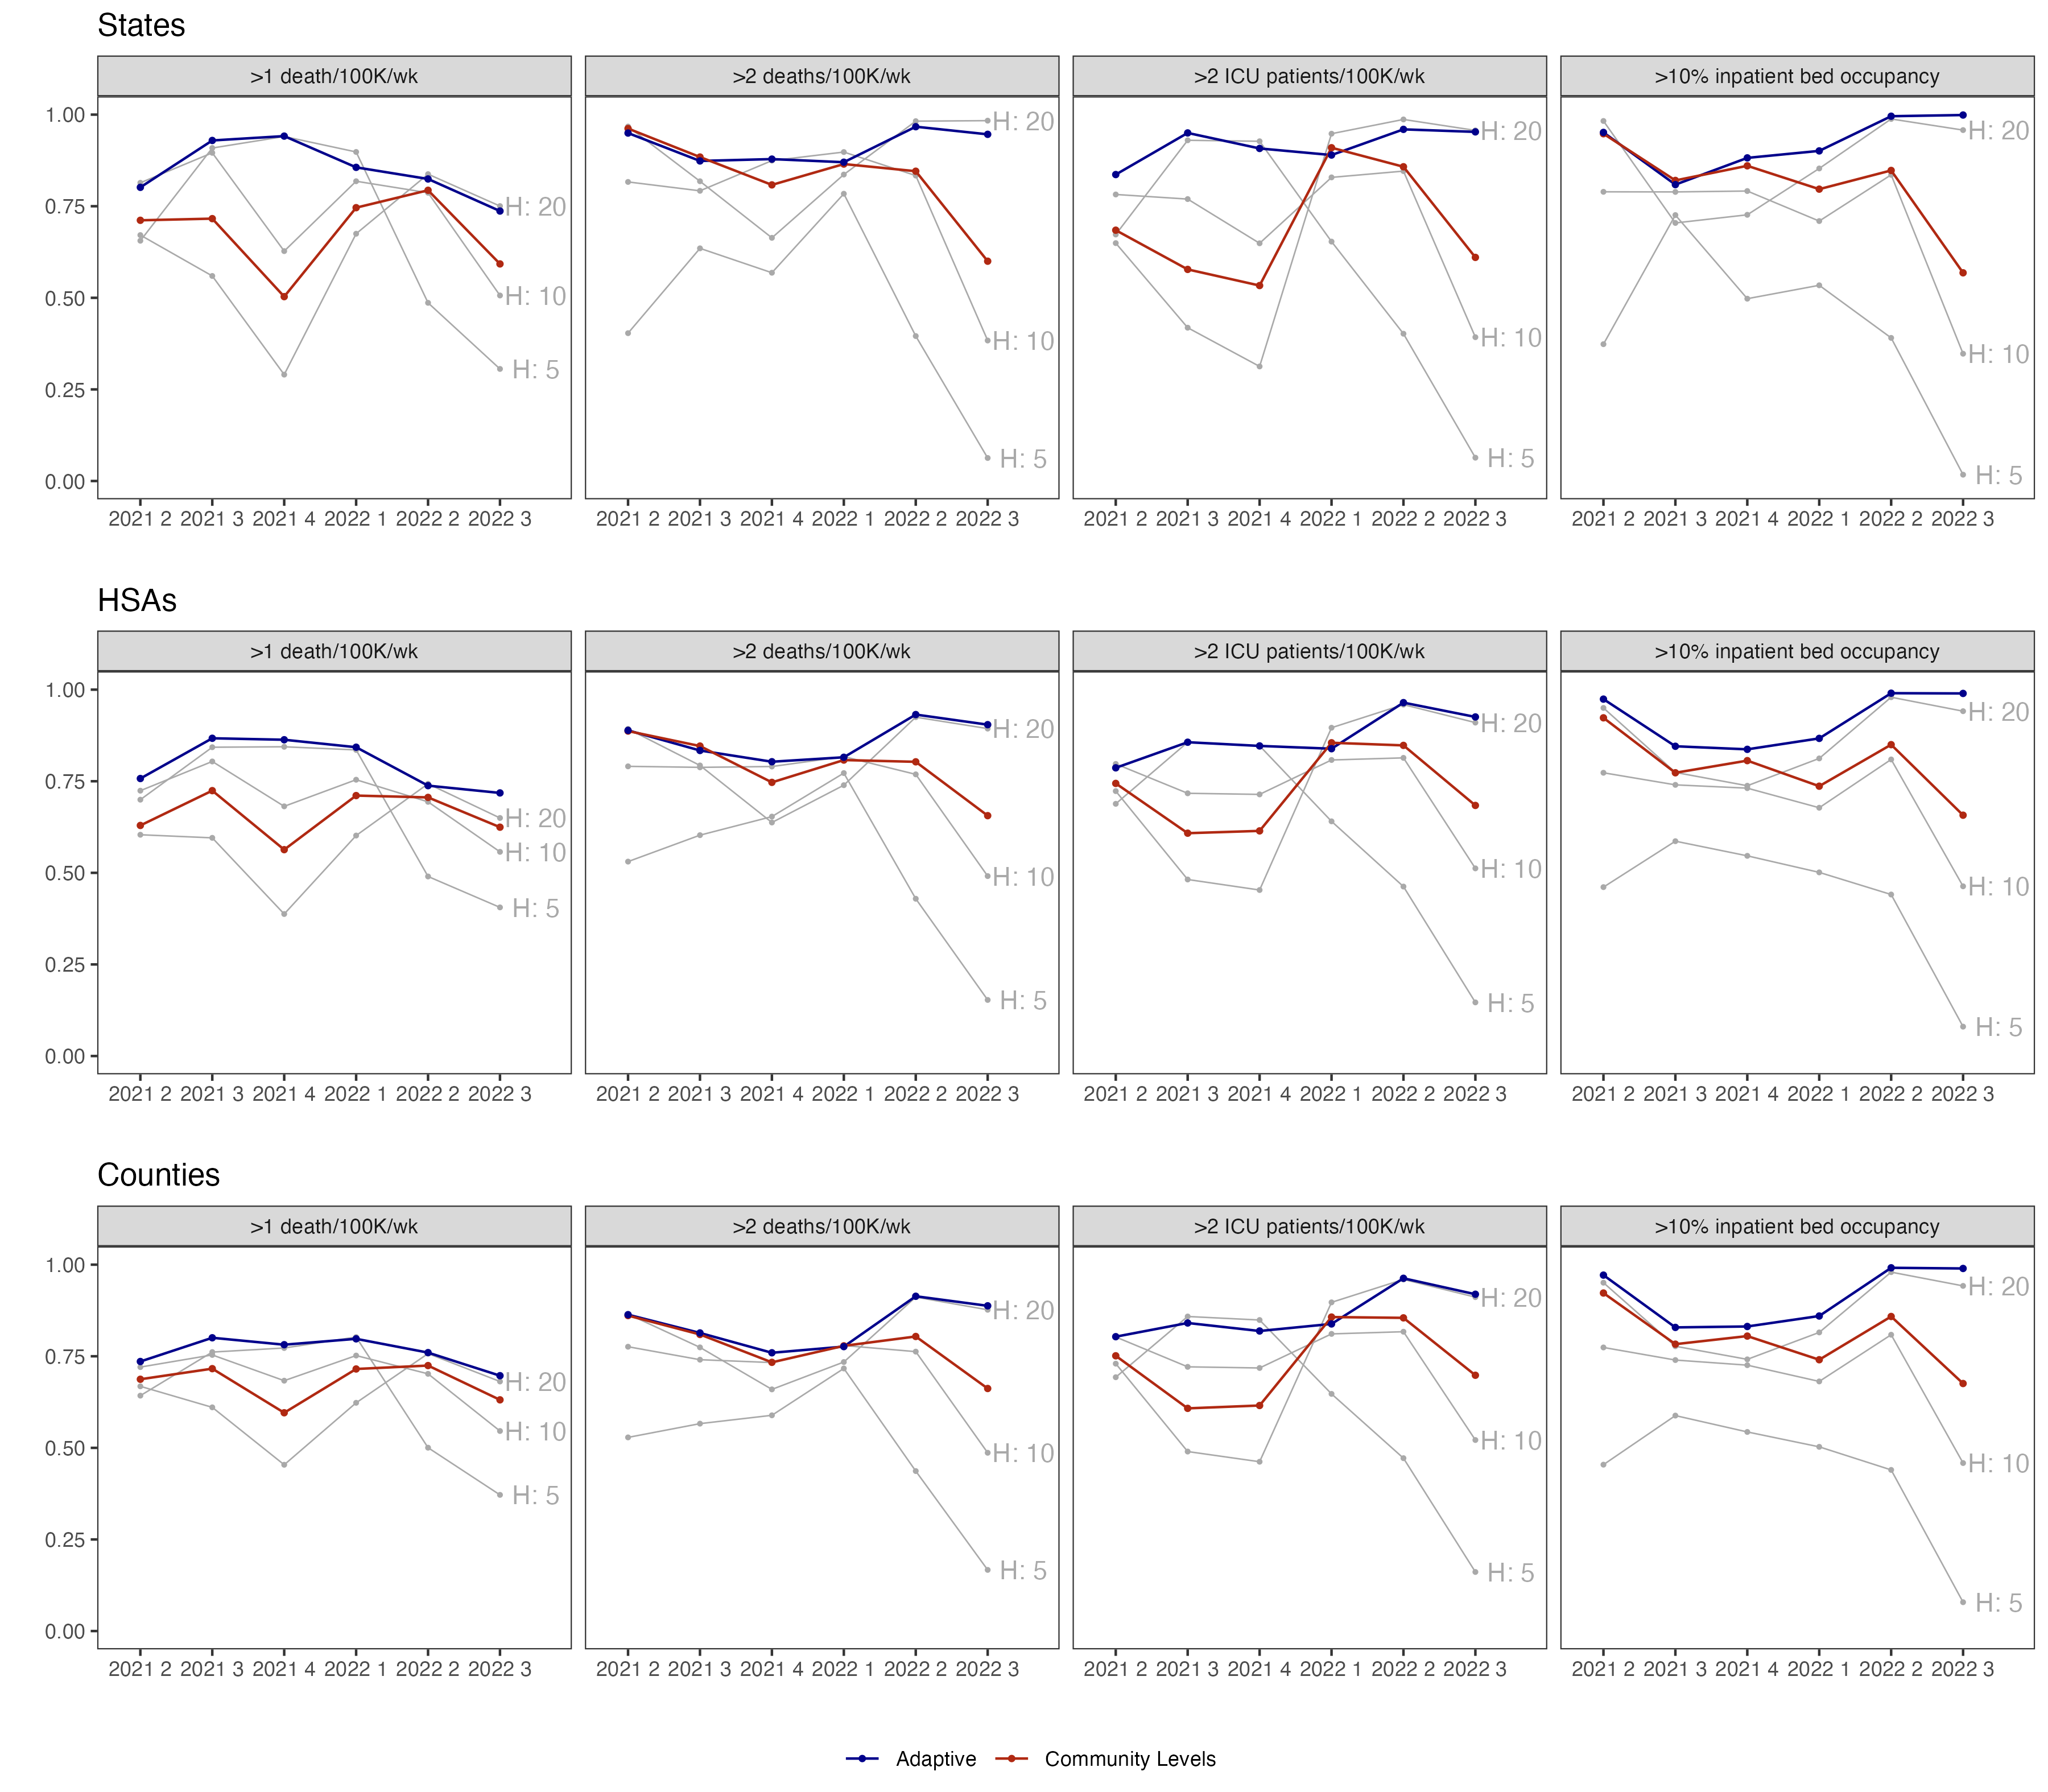 States
>1 death/100K/wk >2 deaths/100K/wk >2 ICU patients/100K/wk >10% inpatient bed occupancy
1.00
0.75
0.50
0.25
0.00
H: 20
H: 10
H: 5
H: 20
H: 10
H: 5
H: 20
H: 10
H: 5
H: 20
H: 10
H: 5
2021 2 2021 3 2021 4 2022 1 2022 2 2022 3 2021 2 2021 3 2021 4 2022 1 2022 2 2022 3 2021 2 2021 3 2021 4 2022 1 2022 2 2022 3 2021 2 2021 3 2021 4 2022 1 2022 2 2022 3
HSAs
>1 death/100K/wk >2 deaths/100K/wk >2 ICU patients/100K/wk >10% inpatient bed occupancy
1.00
0.75
0.50
0.25
0.00
H: 20
H: 10
H: 5
H: 20
H: 10
H: 5
H: 20
H: 10
H: 5
H: 20
H: 10
H: 5
2021 2 2021 3 2021 4 2022 1 2022 2 2022 3 2021 2 2021 3 2021 4 2022 1 2022 2 2022 3 2021 2 2021 3 2021 4 2022 1 2022 2 2022 3 2021 2 2021 3 2021 4 2022 1 2022 2 2022 3
Counties
>1 death/100K/wk >2 deaths/100K/wk >2 ICU patients/100K/wk >10% inpatient bed occupancy
1.00
0.75
0.50
0.25
0.00
H: 20
H: 10
H: 5
H: 20
H: 10
H: 5
H: 20
H: 10
H: 5
H: 20
H: 10
H: 5
2021 2 2021 3 2021 4 2022 1 2022 2 2022 3 2021 2 2021 3 2021 4 2022 1 2022 2 2022 3 2021 2 2021 3 2021 4 2022 1 2022 2 2022 3 2021 2 2021 3 2021 4 2022 1 2022 2 2022 3
Adaptive Community Levels